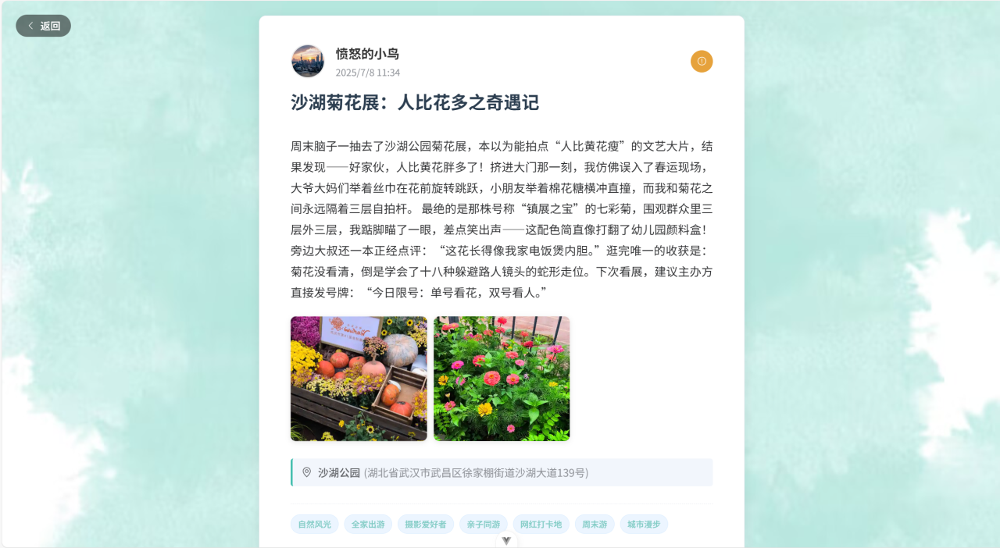 返回
愤怒的小鸟
2025/7/8 11:34
沙湖菊花展：人比花多之奇遇记
周末脑子一抽去了沙湖公园菊花展，本以为能拍点“人比黄花瘦”的文艺大片，结
果发现——好家伙，人比黄花胖多了！挤进大门那一刻，我仿佛误入了春运现场，
大爷大妈们举着丝巾在花前旋转跳跃，小朋友举着棉花糖横冲直撞，而我和菊花之
间永远隔着三层自拍杆。 最绝的是那株号称“镇展之宝”的七彩菊，围观群众里三
层外三层，我踮脚瞄了一眼，差点笑出声——这配色简直像打翻了幼儿园颜料盒！
旁边大叔还一本正经点评：“这花长得像我家电饭煲内胆。” 逛完唯一的收获是：
菊花没看清，倒是学会了十八种躲避路人镜头的蛇形走位。下次看展，建议主办方
直接发号牌：“今日限号：单号看花，双号看人。”
沙湖公园 (湖北省武汉市武昌区徐家棚街道沙湖大道139号)
自然风光 全家出游 摄影爱好者 亲子同游 网红打卡地 周末游 城市漫步